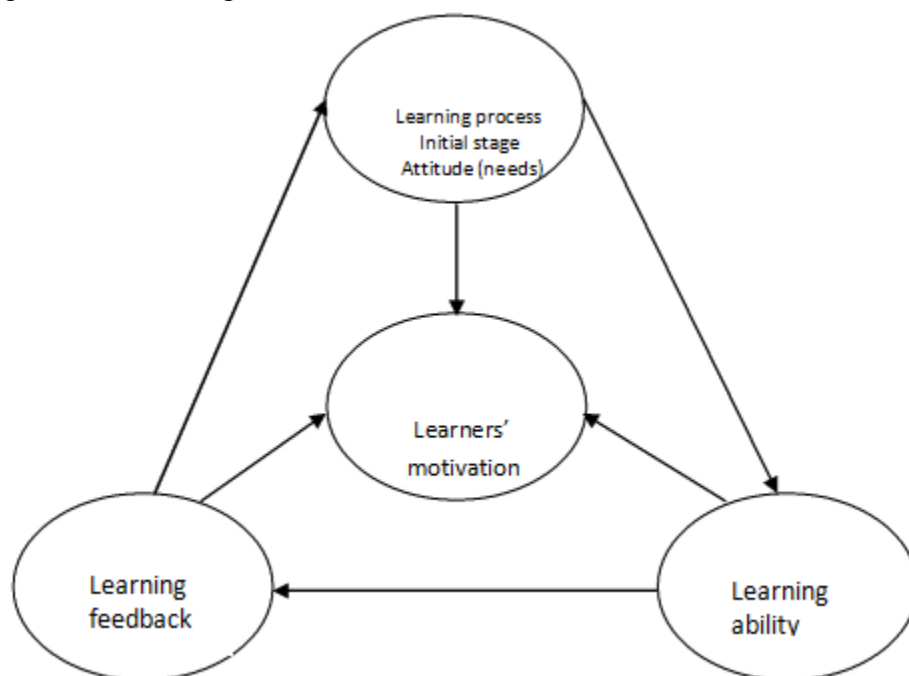 Learning process
Initial stage
Attitude (needs)
Learners'
motivation
Learning
feedback
Learning
ability